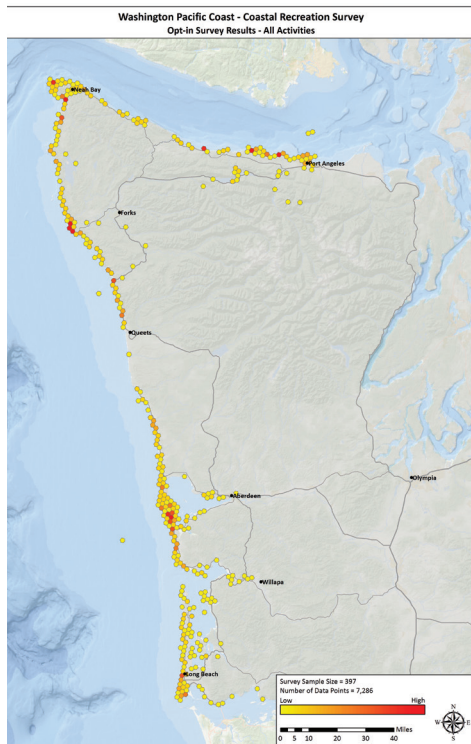 Washington Pacific Coast - Coastal Recreation Survey
Opt-in Survey Results - All Activities
Neah Bay
Port Angeles
Forks
Queets
Olympia
Aberdeen
Willapa
Long Beach
Survey Sample Size = 397
Number of Data Points = 7,286
Low High
Miles
0 5 10 20 30 40
N
W E
S